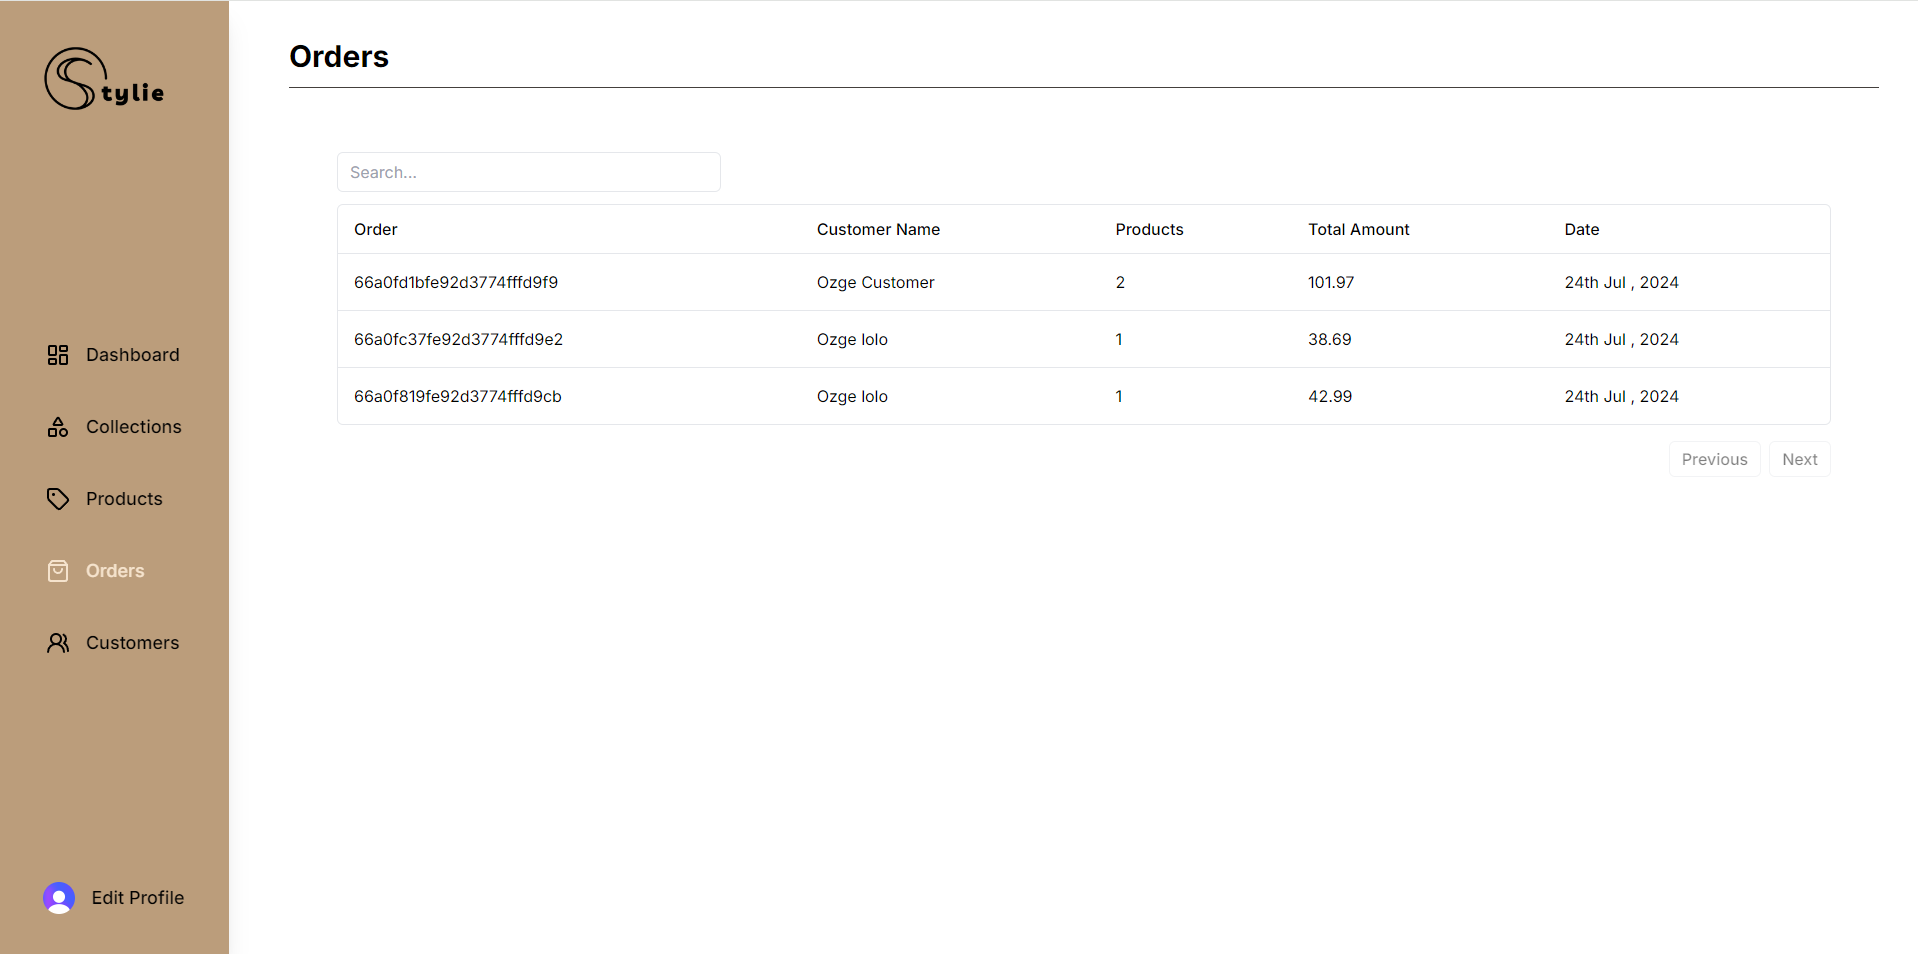 Stylie
Dashboard
Collections
Products
Orders
Customers
Edit Profile
Orders
Search...
Order Customer Name Products Total Amount Date
66a0fd1bfe92d3774fffd9f9 Ozge Customer 2 101.97 24th Jul , 2024
66a0fc37fe92d3774fffd9e2 Ozge lolo 1 38.69 24th Jul , 2024
66a0f819fe92d3774fffd9cb Ozge lolo 1 42.99 24th Jul , 2024
Previous Next